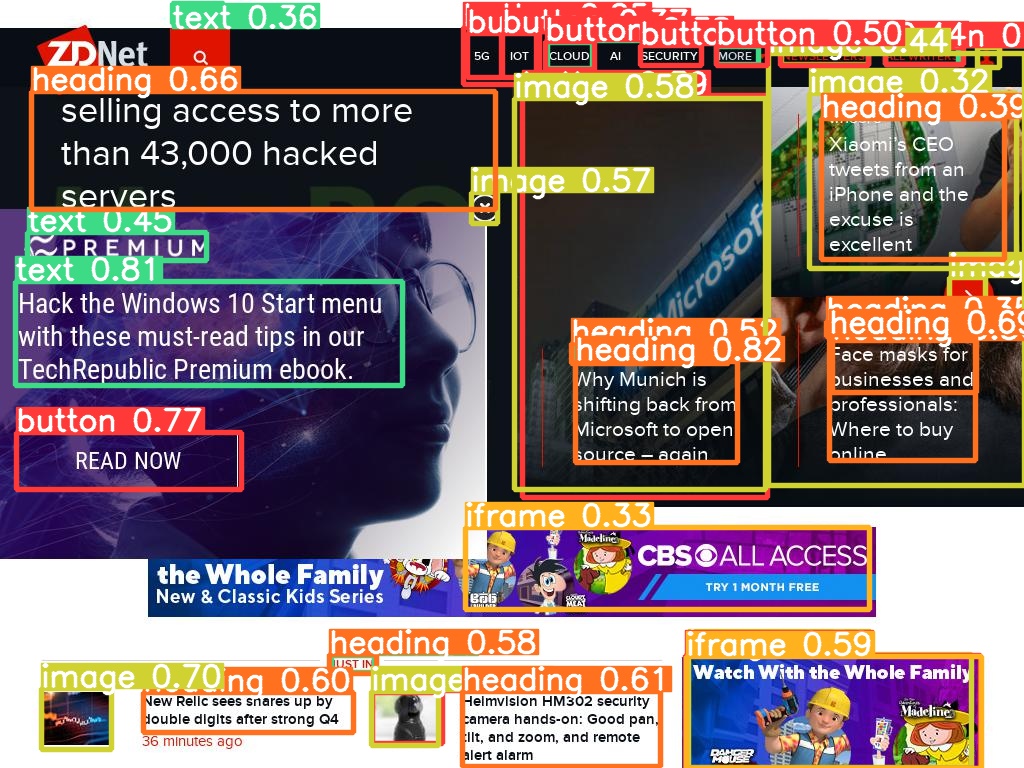 text 0.36
ZDNet
5G IOT CLOUD AI SECURITY MORE
button 0.50
heading 0.66
selling access to more
than 43,000 hacked
servers
image 0.58
image 0.32
heading 0.39
Xiaomi's CEO
tweets from an
iPhone and the
excuse is
excellent
image 0.57
Microsoft
text 0.45
PREMIUM
text 0.81
Hack the Windows 10 Start menu
with these must-read tips in our
TechRepublic Premium ebook.
button 0.77
READ NOW
heading 0.52
heading 0.82
Why Munich is
shifting back from
Microsoft to open
source – again
heading 0.35
heading 0.69
Face masks for
businesses and
professionals:
Where to buy
online
iframe 0.33
the Whole Family
New & Classic Kids Series
Madeline
CBS ALL ACCESS
TRY 1 MONTH FREE
heading 0.58
JUST IN
image 0.70
heading 0.60
New Relic sees shares up by
double digits after strong Q4
36 minutes ago
image
heading 0.61
Heimvision HM302 security
camera hands-on: Good pan,
tilt, and zoom, and remote
alert alarm
iframe 0.59
Watch With the Whole Family
DANGER
MOUSE
Madeline